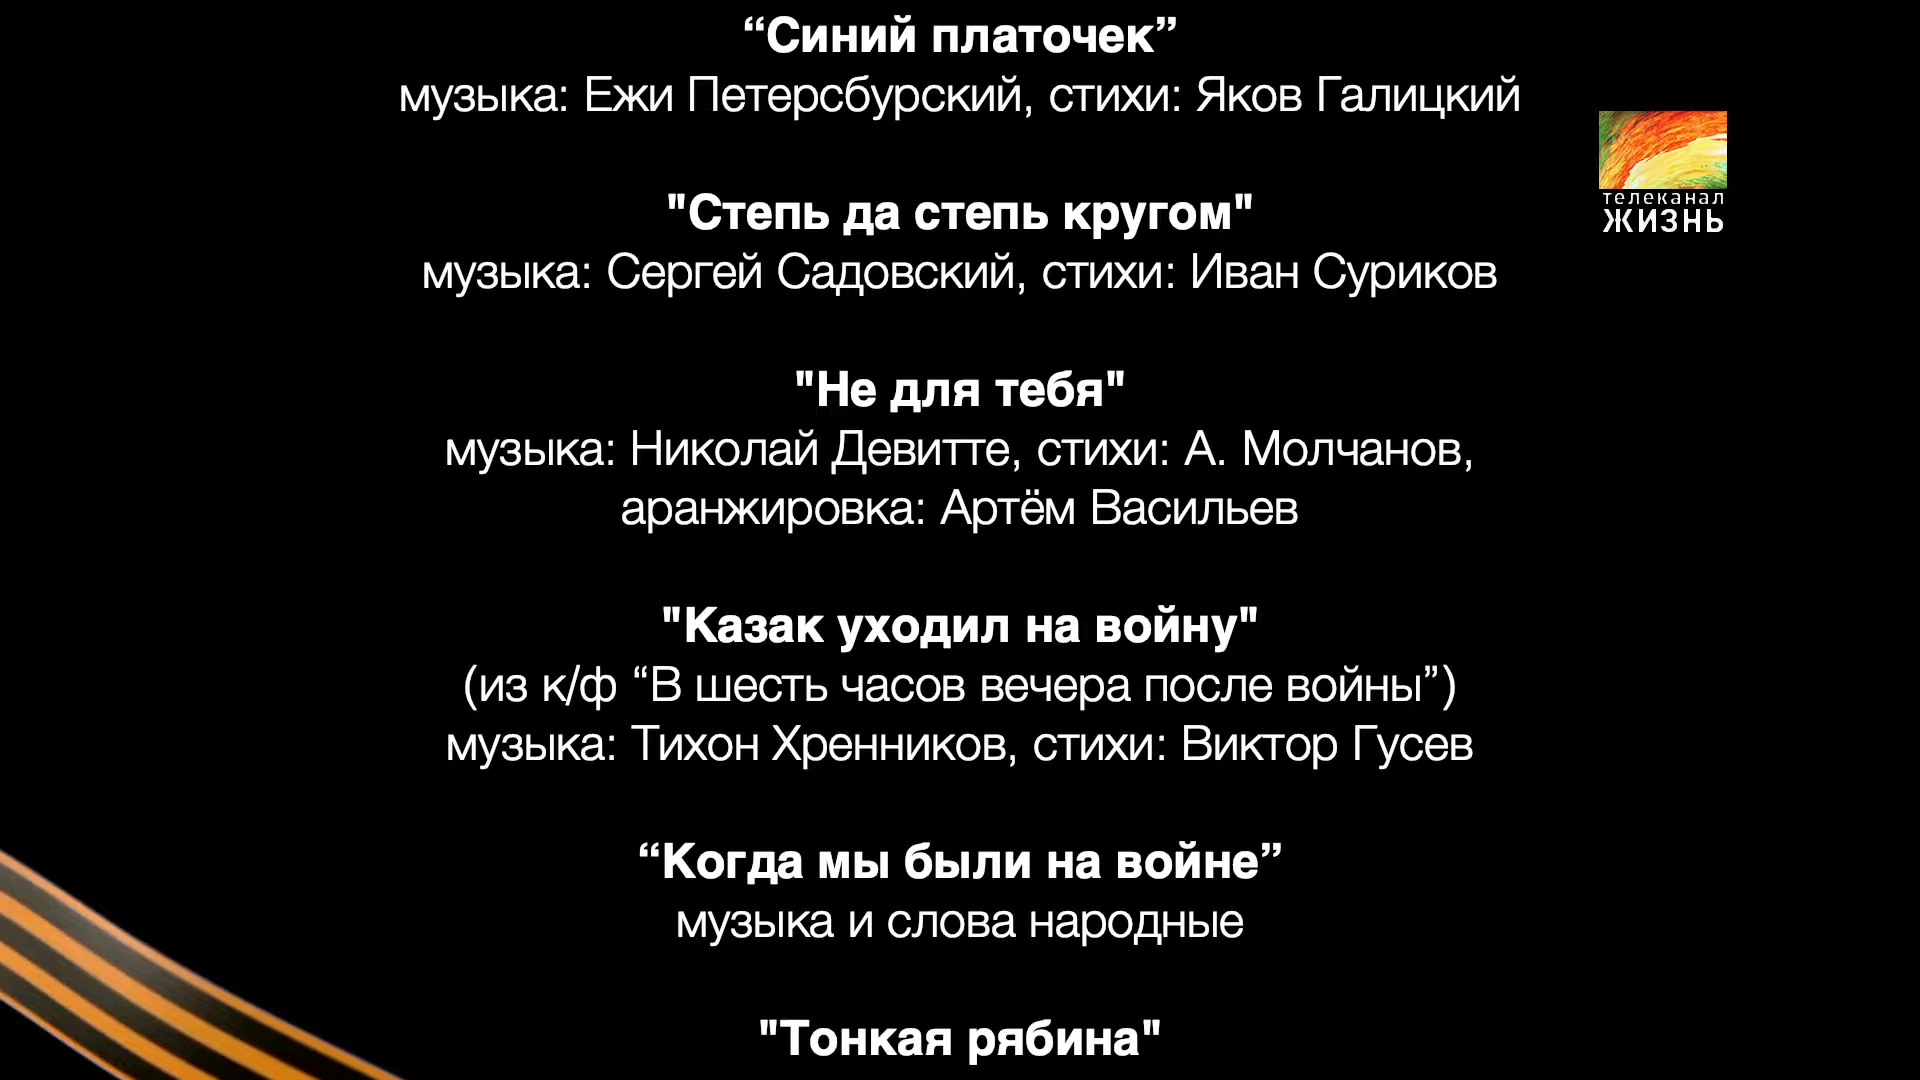 “Синий платочек”
музыка: Ежи Петерсбурский, стихи: Яков Галицкий
телеканал
ЖИЗНЬ
"Степь да степь кругом"
музыка: Сергей Садовский, стихи: Иван Суриков
"Не для тебя"
музыка: Николай Девитте, стихи: А. Молчанов,
аранжировка: Артём Васильев
"Казак уходил на войну"
(из к/ф “В шесть часов вечера после войны”)
музыка: Тихон Хренников, стихи: Виктор Гусев
“Когда мы были на войне”
музыка и слова народные
"Тонкая рябина"